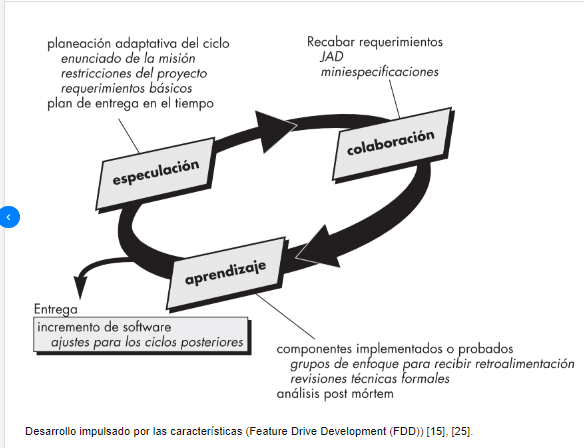 planeación adaptativa del ciclo
enunciado de la misión
restricciones del proyecto
requerimientos básicos
plan de entrega en el tiempo
Recabar requerimientos
JAD
miniespecificaciones
especulación
colaboración
aprendizaje
Entrega
incremento de software
ajustes para los ciclos posteriores
componentes implementados o probados
grupos de enfoque para recibir retroalimentación
revisiones técnicas formales
análisis post mórtem
Desarrollo impulsado por las características (Feature Drive Development (FDD)) [15], [25].